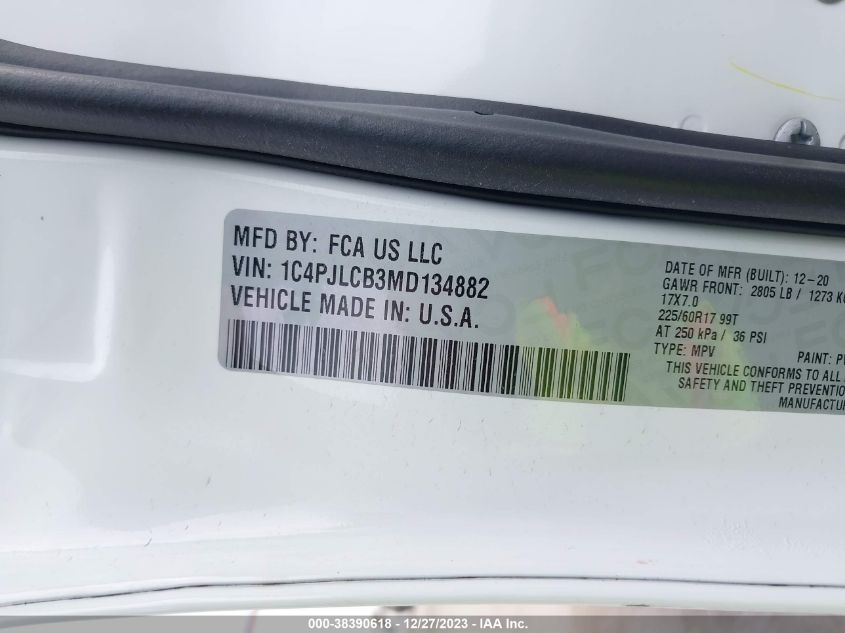 MFD BY: FCA US LLC
VIN: 1C4PJLCB3MD134882
VEHICLE MADE IN: U.S.A.
DATE OF MFR (BUILT): 12-20
GAWR FRONT: 2805 LB / 1273
17X7.0
225/60R17 99T
AT 250 kPa / 36 PSI
TYPE: MPV PAINT:
THIS VEHICLE CONFORMS TO ALL
SAFETY AND THEFT
000-38390618 - 12/27/2023 - IAA Inc.